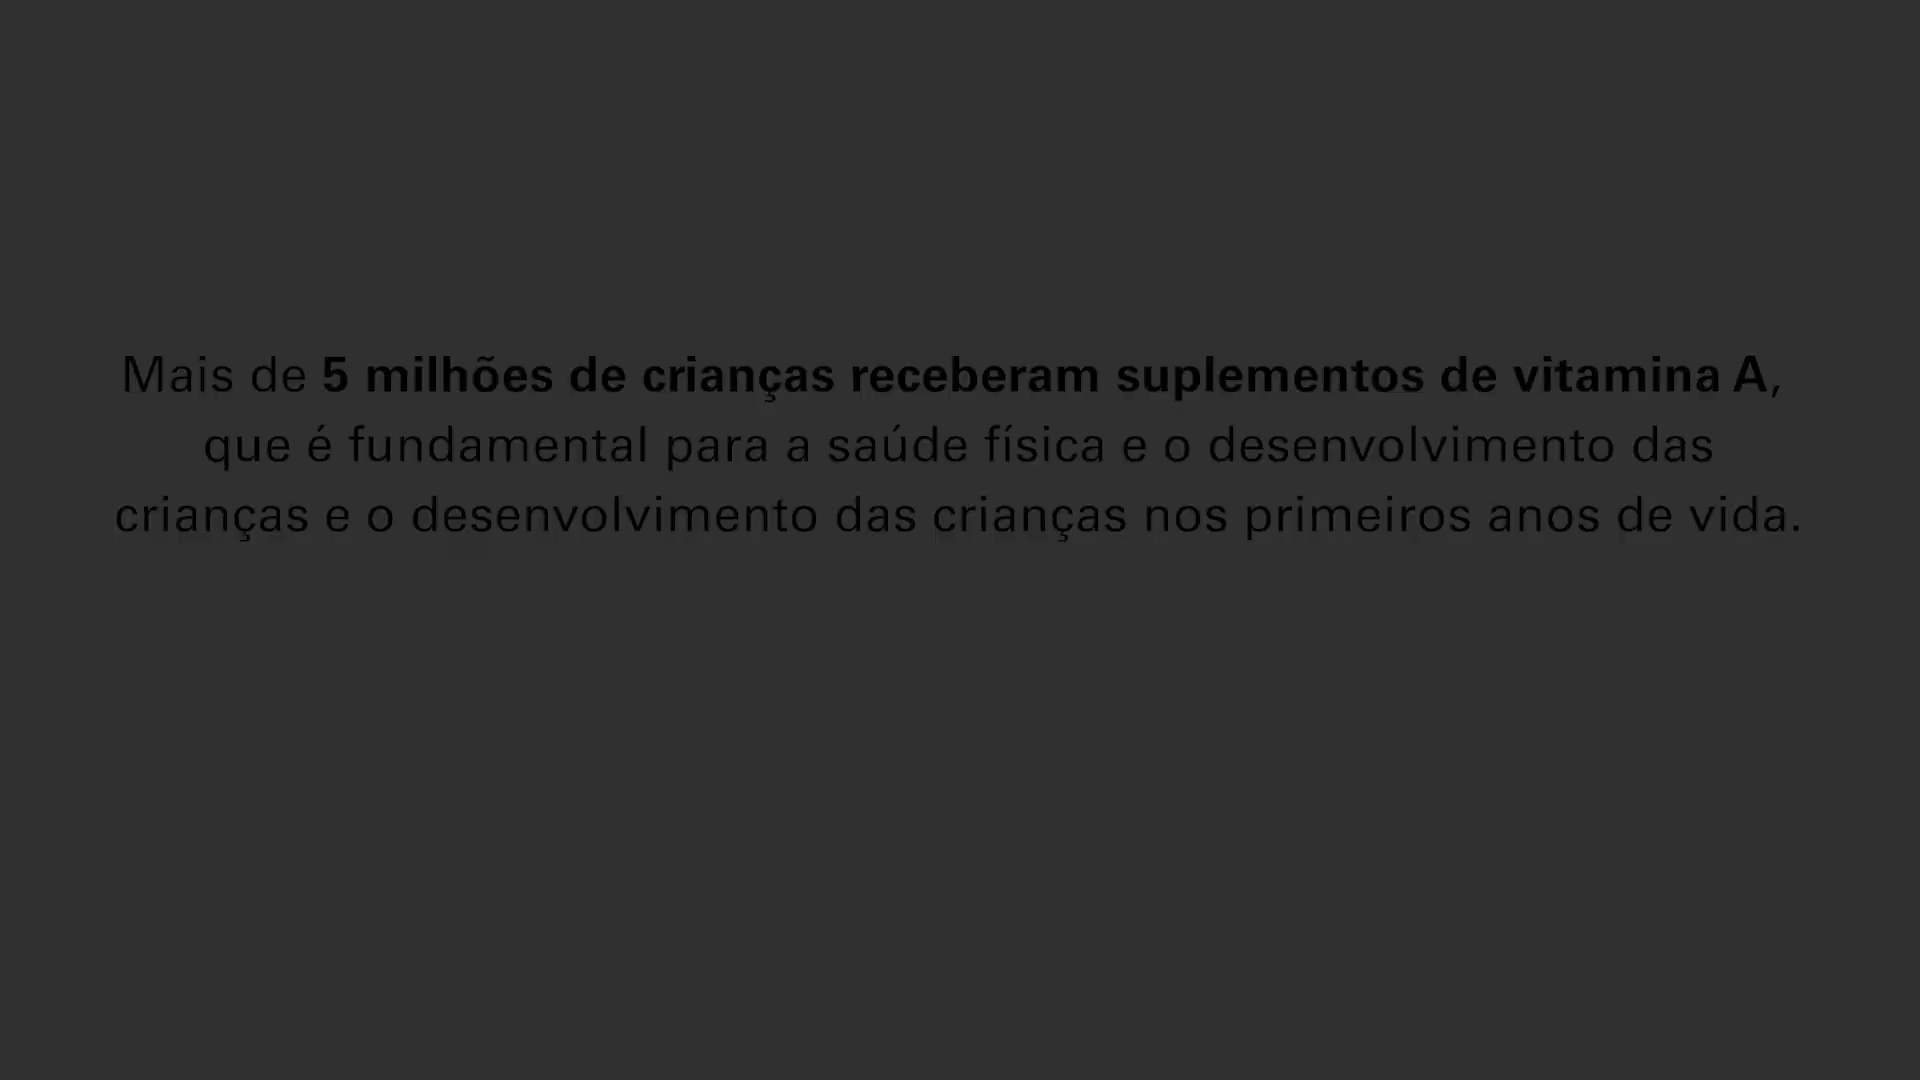 Mais de 5 milhões de crianças receberam suplementos de vitamina A,
que é fundamental para a saúde física e o desenvolvimento das
crianças e o desenvolvimento das crianças nos primeiros anos de vida.